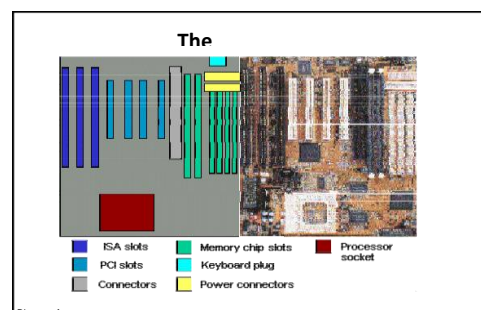 The
ISA slots
Memory chip slots
Processor socket
PCI slots
Keyboard plug
Connectors
Power connectors